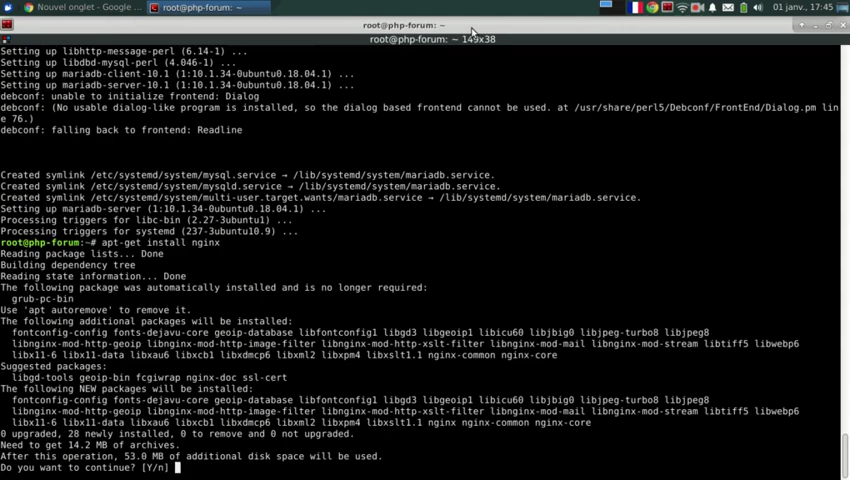 Nouvel onglet - Google ...
root@php-forum: ~
01 janv., 17:45
root@php-forum: ~
root@php-forum: ~ 149x38
Setting up libhttp-message-perl (6.14-1) ...
Setting up libdbd-mysql-perl (4.046-1) ...
Setting up mariadb-client-10.1 (1:10.1.34-0ubuntu0.18.04.1) ...
Setting up mariadb-server-10.1 (1:10.1.34-0ubuntu0.18.04.1) ...
debconf: unable to initialize frontend: Dialog
debconf: (No usable dialog-like program is installed, so the dialog based frontend cannot be used. at /usr/share/perl5/Debconf/FrontEnd/Dialog.pm lin
e 76.)
debconf: falling back to frontend: Readline
Created symlink /etc/systemd/system/mysql.service → /lib/systemd/system/mariadb.service.
Created symlink /etc/systemd/system/mysqld.service → /lib/systemd/system/mariadb.service.
Created symlink /etc/systemd/system/multi-user.target.wants/mariadb.service → /lib/systemd/system/mariadb.service.
Setting up mariadb-server (1:10.1.34-0ubuntu0.18.04.1) ...
Processing triggers for libc-bin (2.27-3ubuntu1) ...
Processing triggers for systemd (237-3ubuntu10.9) ...
root@php-forum:~# apt-get install nginx
Reading package lists... Done
Building dependency tree
Reading state information... Done
The following package was automatically installed and is no longer required:
grub-pc-bin
Use 'apt autoremove' to remove it.
The following additional packages will be installed:
fontconfig-config fonts-dejavu-core geoip-database libfontconfig1 libgd3 libgeoip1 libicu60 libjbig0 libjpeg-turbo8 libjpeg8
libnginx-mod-http-geoip libnginx-mod-http-image-filter libnginx-mod-http-xslt-filter libnginx-mod-mail libnginx-mod-stream libtiff5 libwebp6
libx11-6 libx11-data libxau6 libxcb1 libxdmcp6 libxml2 libxpm4 libxslt1.1 nginx-common nginx-core
Suggested packages:
libgd-tools geoip-bin fcgiwrap nginx-doc ssl-cert
The following NEW packages will be installed:
fontconfig-config fonts-dejavu-core geoip-database libfontconfig1 libgd3 libgeoip1 libicu60 libjbig0 libjpeg-turbo8 libjpeg8
libnginx-mod-http-geoip libnginx-mod-http-image-filter libnginx-mod-http-xslt-filter libnginx-mod-mail libnginx-mod-stream libtiff5 libwebp6
libx11-6 libx11-data libxau6 libxcb1 libxdmcp6 libxml2 libxpm4 libxslt1.1 nginx nginx-common nginx-core
0 upgraded, 28 newly installed, 0 to remove and 0 not upgraded.
Need to get 14.2 MB of archives.
After this operation, 53.0 MB of additional disk space will be used.
Do you want to continue? [Y/n]